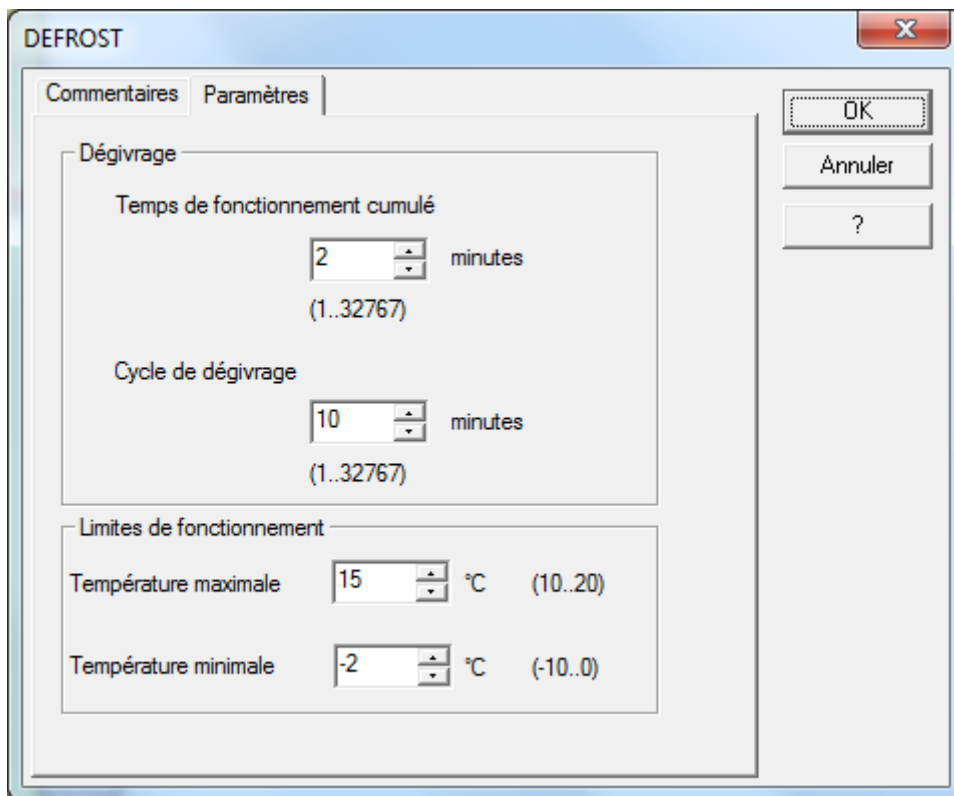 DEFROST
Commentaires Paramètres
OK
Annuler
?
Dégivrage
Temps de fonctionnement cumulé
2 minutes
(1..32767)
Cycle de dégivrage
10 minutes
(1..32767)
Limites de fonctionnement
Température maximale 15 °C (10..20)
Température minimale -2 °C (-10..0)